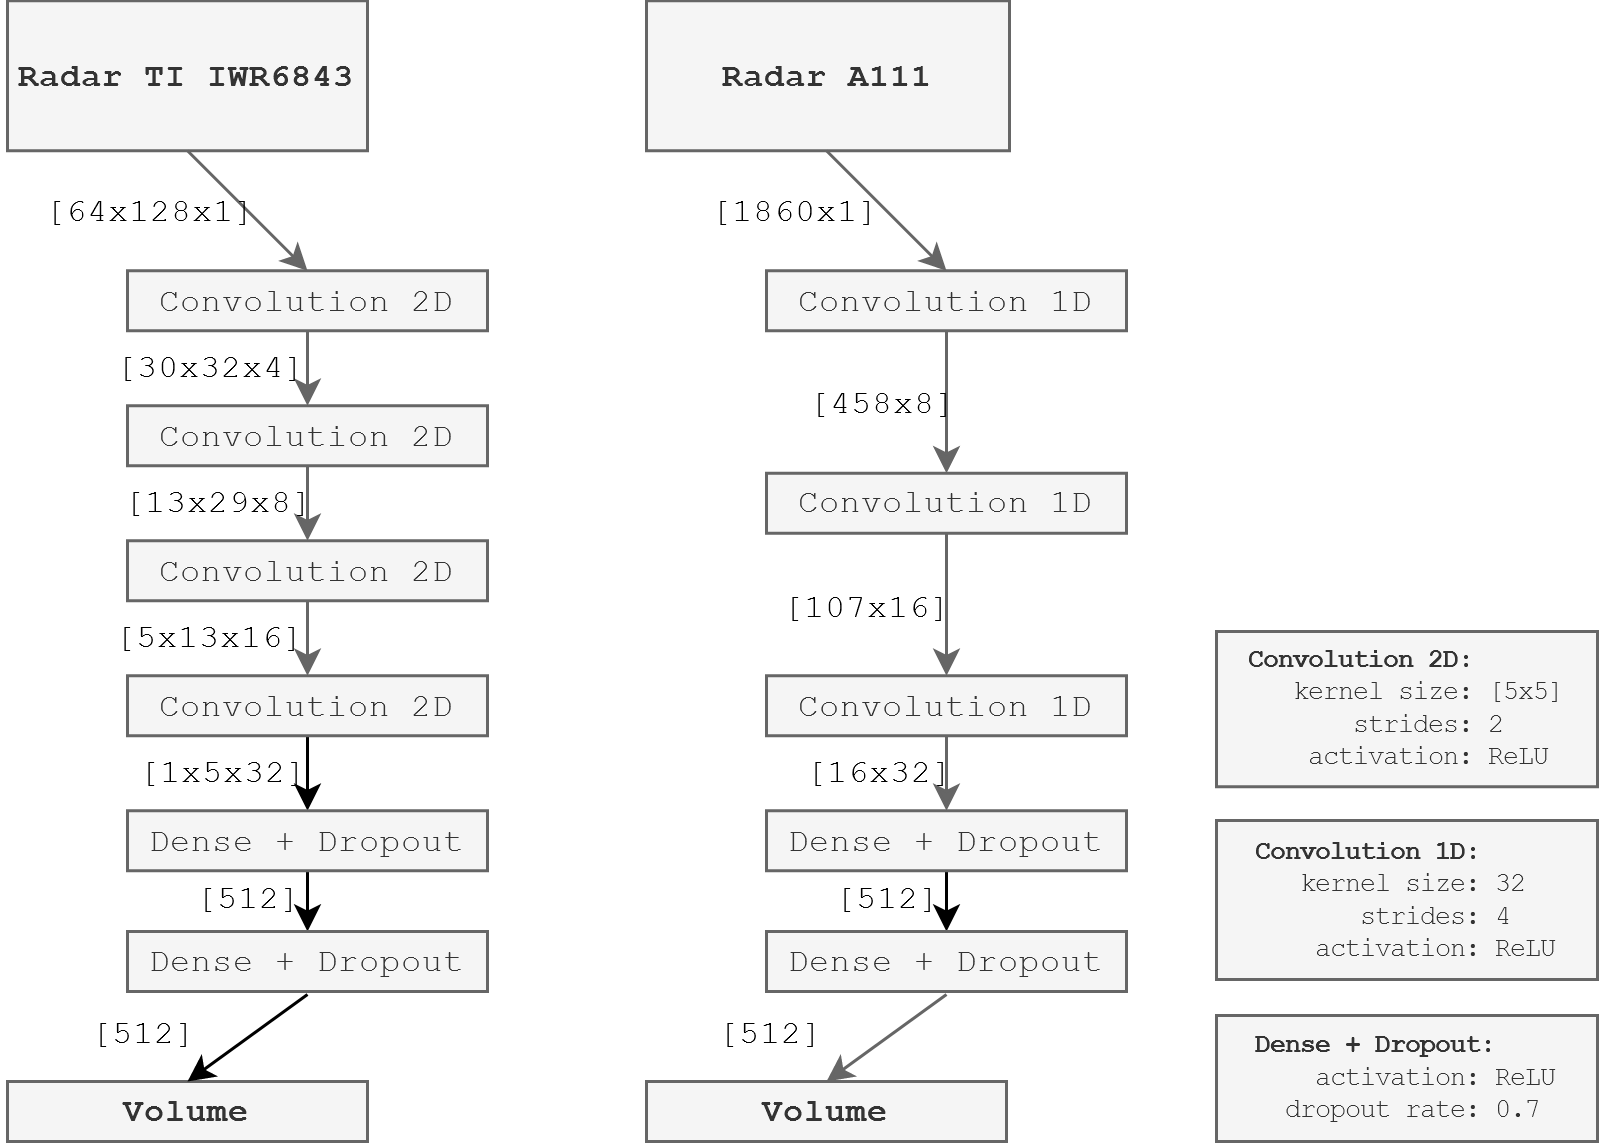 Radar TI IWR6843
[64x128x1]
Convolution 2D
[30x32x4]
Convolution 2D
[13x29x8]
Convolution 2D
[5x13x16]
Convolution 2D
[1x5x32]
Dense + Dropout
[512]
Dense + Dropout
[512]
Volume
Radar A111
[1860x1]
Convolution 1D
[458x8]
Convolution 1D
[107x16]
Convolution 1D
[16x32]
Dense + Dropout
[512]
Dense + Dropout
[512]
Volume
Convolution 2D:
kernel size: [5x5]
strides: 2
activation: ReLU
Convolution 1D:
kernel size: 32
strides: 4
activation: ReLU
Dense + Dropout:
activation: ReLU
dropout rate: 0.7